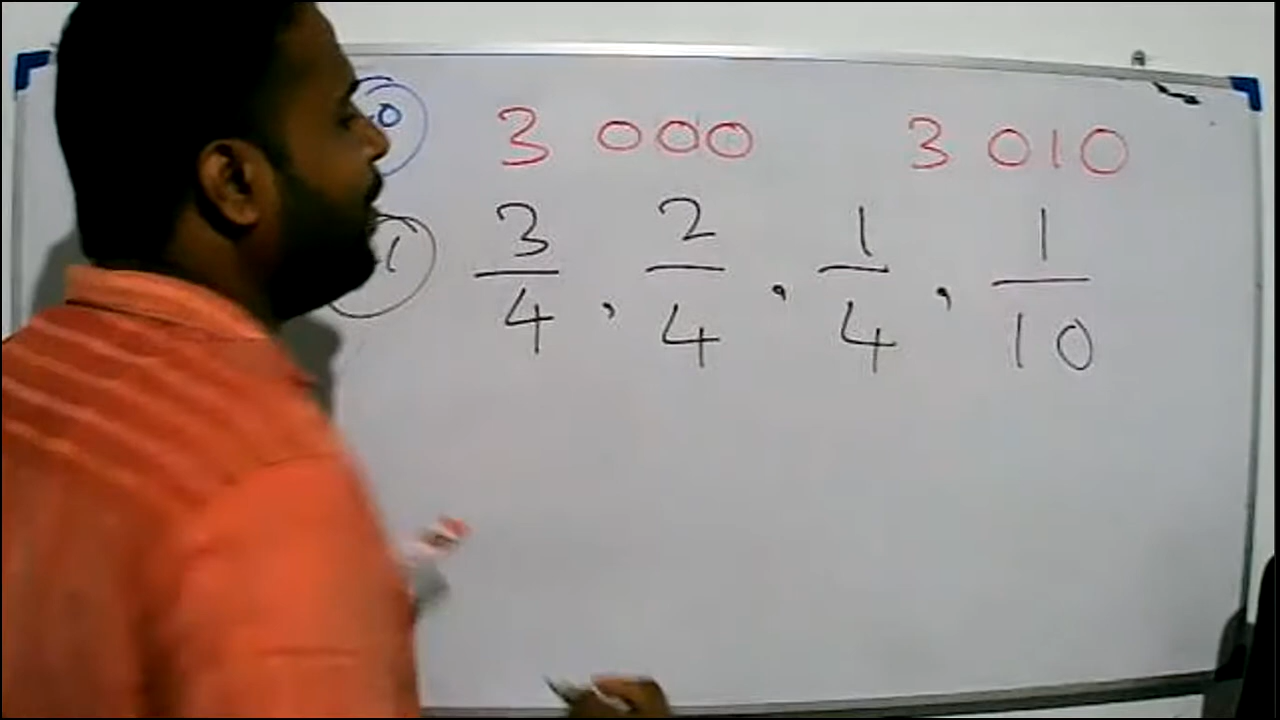 3 000 3 010
3/4 , 2/4 , 1/4 , 1/10